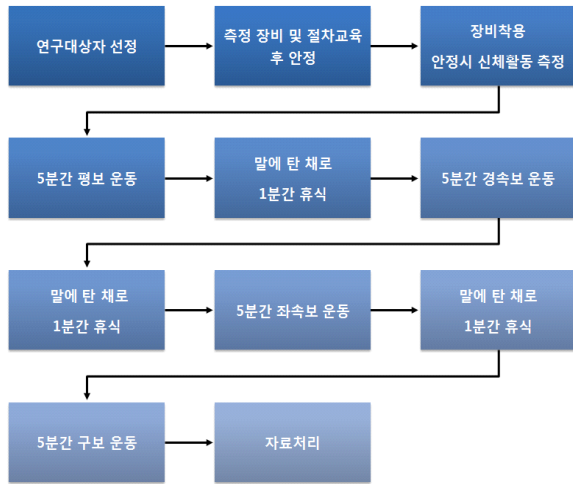 연구대상자 선정
측정 장비 및 절차교육
후 안정
장비착용
안정시 신체활동 측정
5분간 평보 운동
말에 탄 채로
1분간 휴식
5분간 경속보 운동
말에 탄 채로
1분간 휴식
5분간 좌속보 운동
말에 탄 채로
1분간 휴식
5분간 구보 운동
자료처리